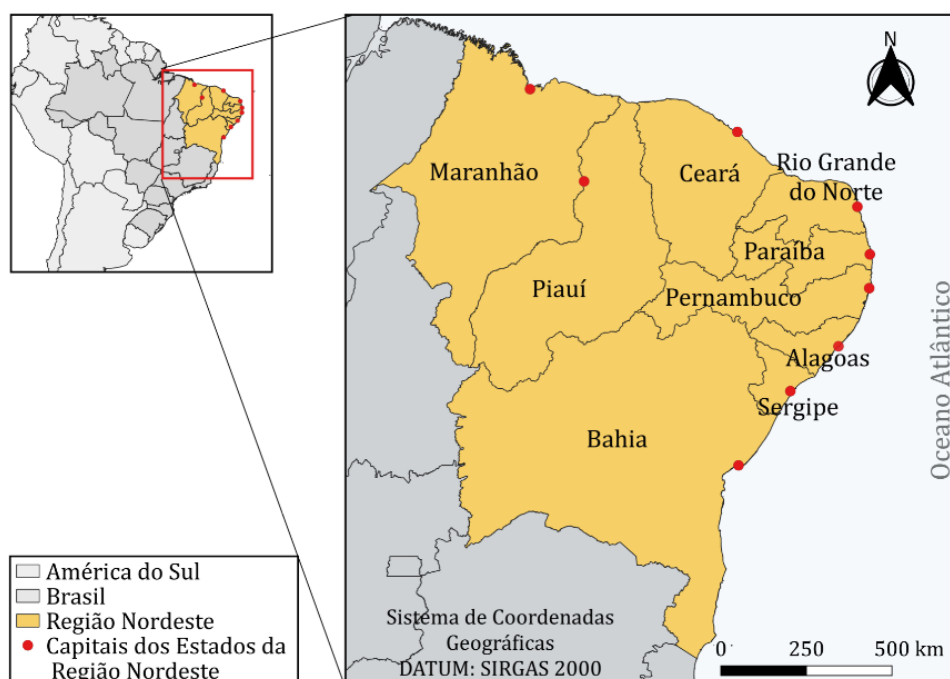 N
Maranhão
Ceará
Rio Grande
do Norte
Paraíba
Piauí
Pernambuco
Alagoas
Sergipe
Bahia
Oceano Atlântico
América do Sul
Brasil
Região Nordeste
Capitais dos Estados da
Região Nordeste
Sistema de Coordenadas
Geográficas
DATUM: SIRGAS 2000
0 250 500 km